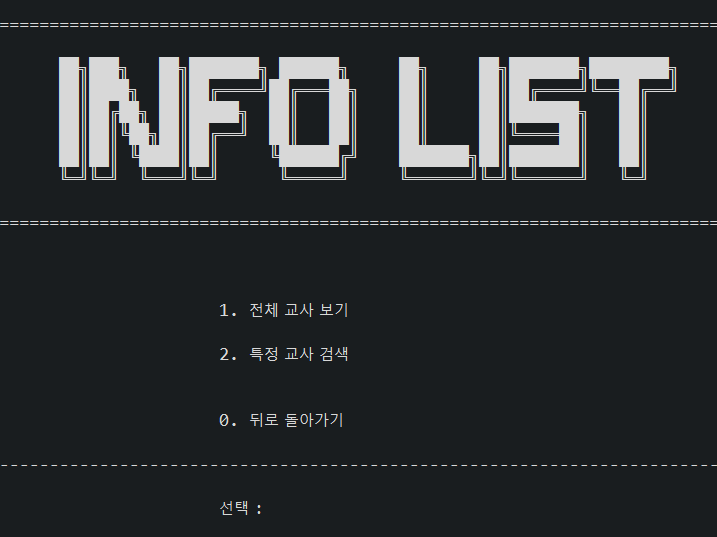 INFO LIST
1. 전체 교사 보기
2. 특정 교사 검색
0. 뒤로 돌아가기
선택 :